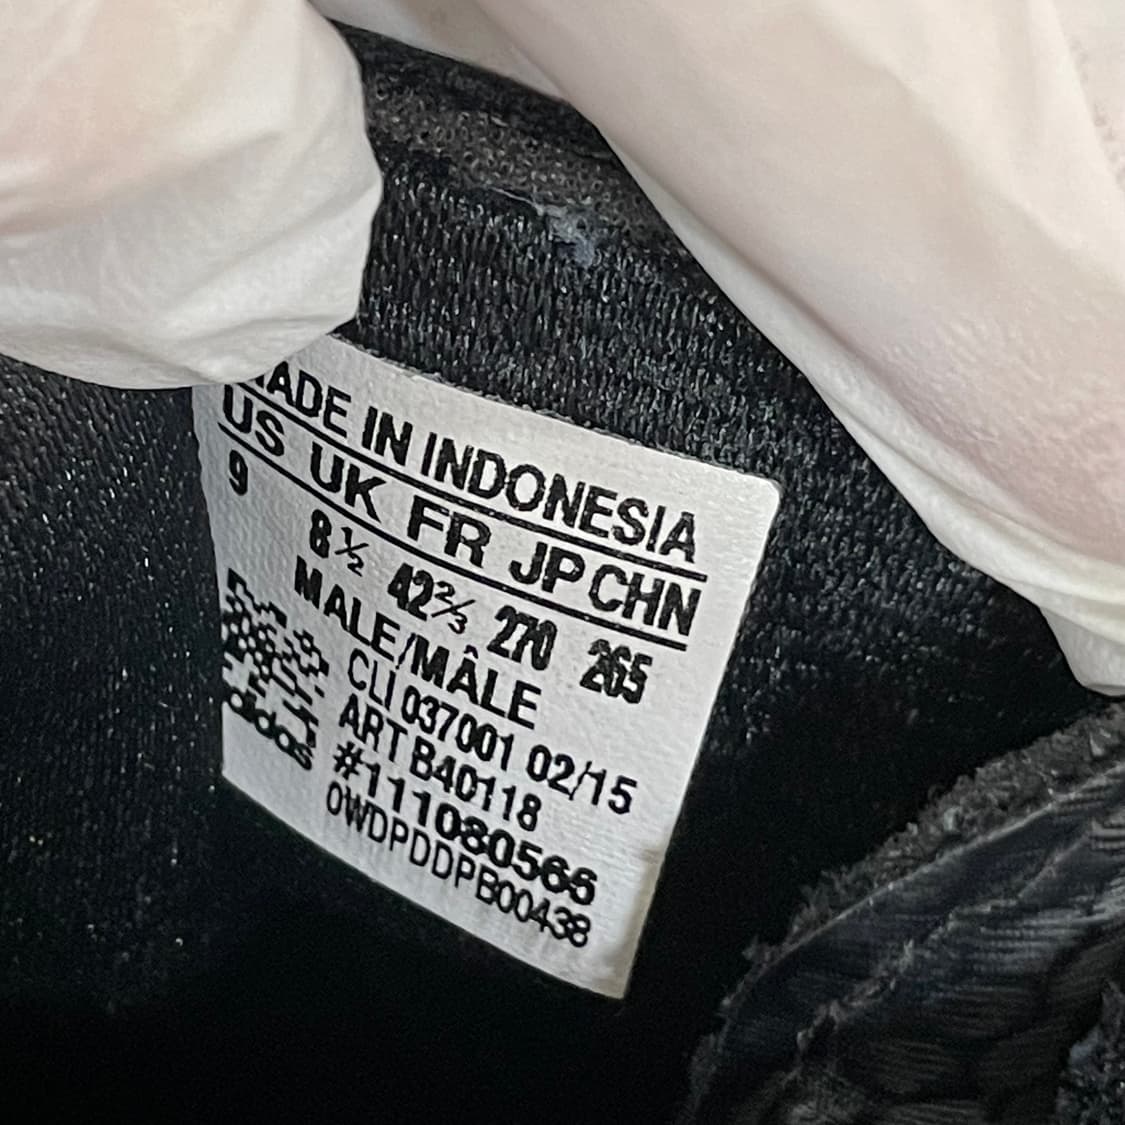 MADE IN INDONESIA
US UK FR JP CHN
9 8½ 42⅔ 270 265
MALE/MÂLE
CLI 037001 02/15
ART B40118
#111080566
0WDPDDPB00438
adidas